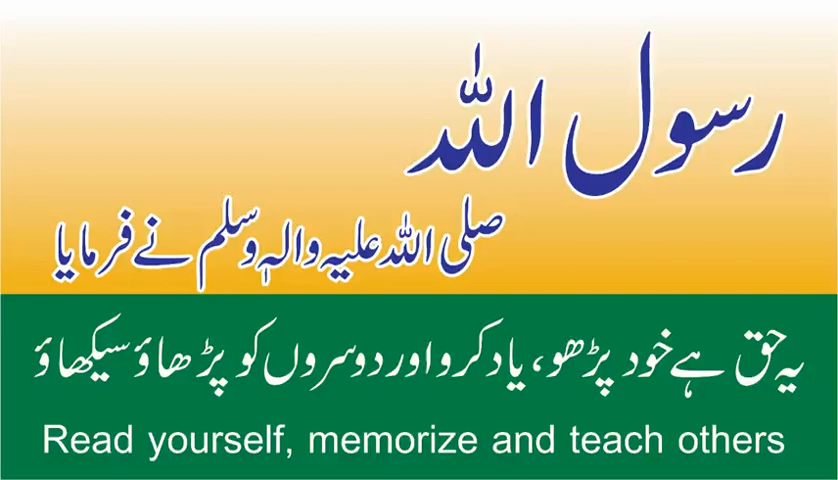 رسول اللہ
صلی اللہ علیہ والہٖ وسلم نے فرمایا
یہ حق ہے خود پڑھو، یاد کرو اور دوسروں کو پڑھاؤ سیکھاؤ
Read yourself, memorize and teach others